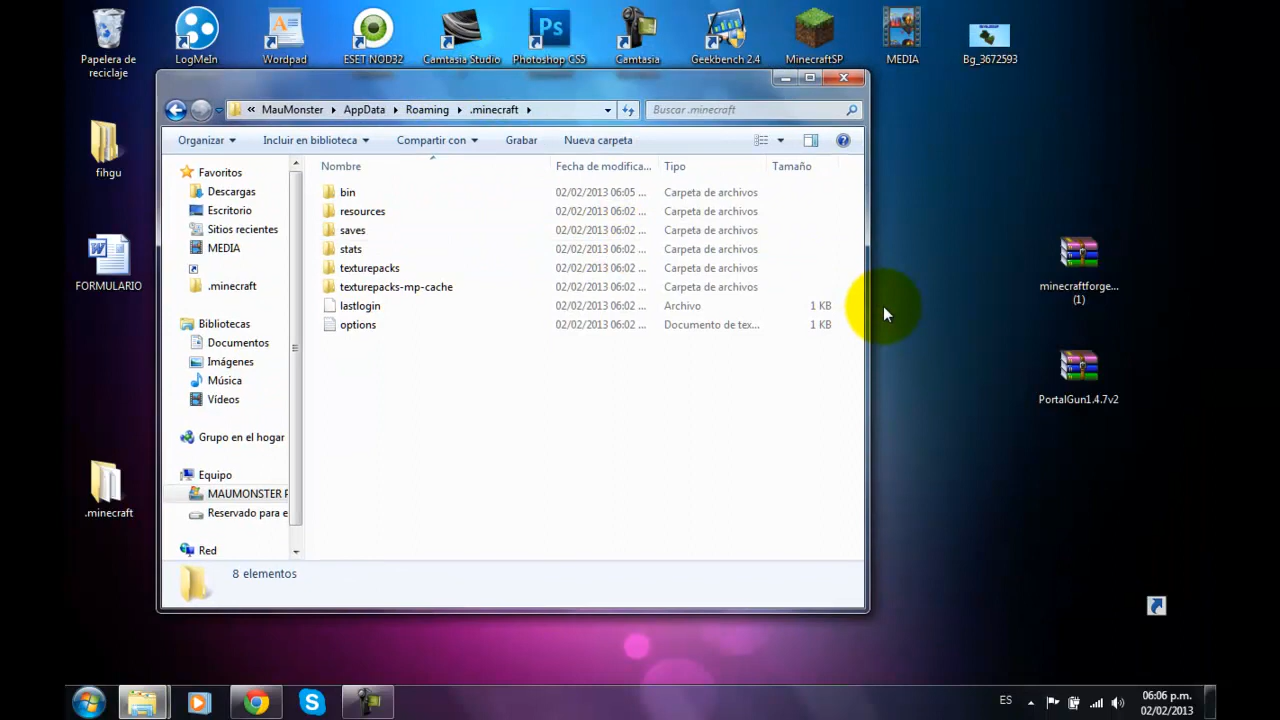 Papelera de
reciclaje
LogMeIn
Wordpad
ESET NOD32
Camtasia Studio
Photoshop CS5
Camtasia
Geekbench 2.4
MinecraftSP
MEDIA
Bg_3672593
fihgu
FORMULARIO
.minecraft
minecraftforge...
(1)
PortalGun1.4.7v2
« MauMonster AppData Roaming .minecraft
Buscar .minecraft
Organizar Incluir en biblioteca Compartir con Grabar Nueva carpeta
Nombre Fecha de modifica... Tipo Tamaño
bin 02/02/2013 06:05 ... Carpeta de archivos
resources 02/02/2013 06:02 ... Carpeta de archivos
saves 02/02/2013 06:02 ... Carpeta de archivos
stats 02/02/2013 06:02 ... Carpeta de archivos
texturepacks 02/02/2013 06:02 ... Carpeta de archivos
texturepacks-mp-cache 02/02/2013 06:02 ... Carpeta de archivos
lastlogin 02/02/2013 06:02 ... Archivo 1 KB
options 02/02/2013 06:02 ... Documento de tex... 1 KB
Favoritos
Descargas
Escritorio
Sitios recientes
MEDIA
.minecraft
Bibliotecas
Documentos
Imágenes
Música
Vídeos
Grupo en el hogar
Equipo
MAUMONSTER P
Reservado para e
Red
8 elementos
ES
06:06 p.m.
02/02/2013